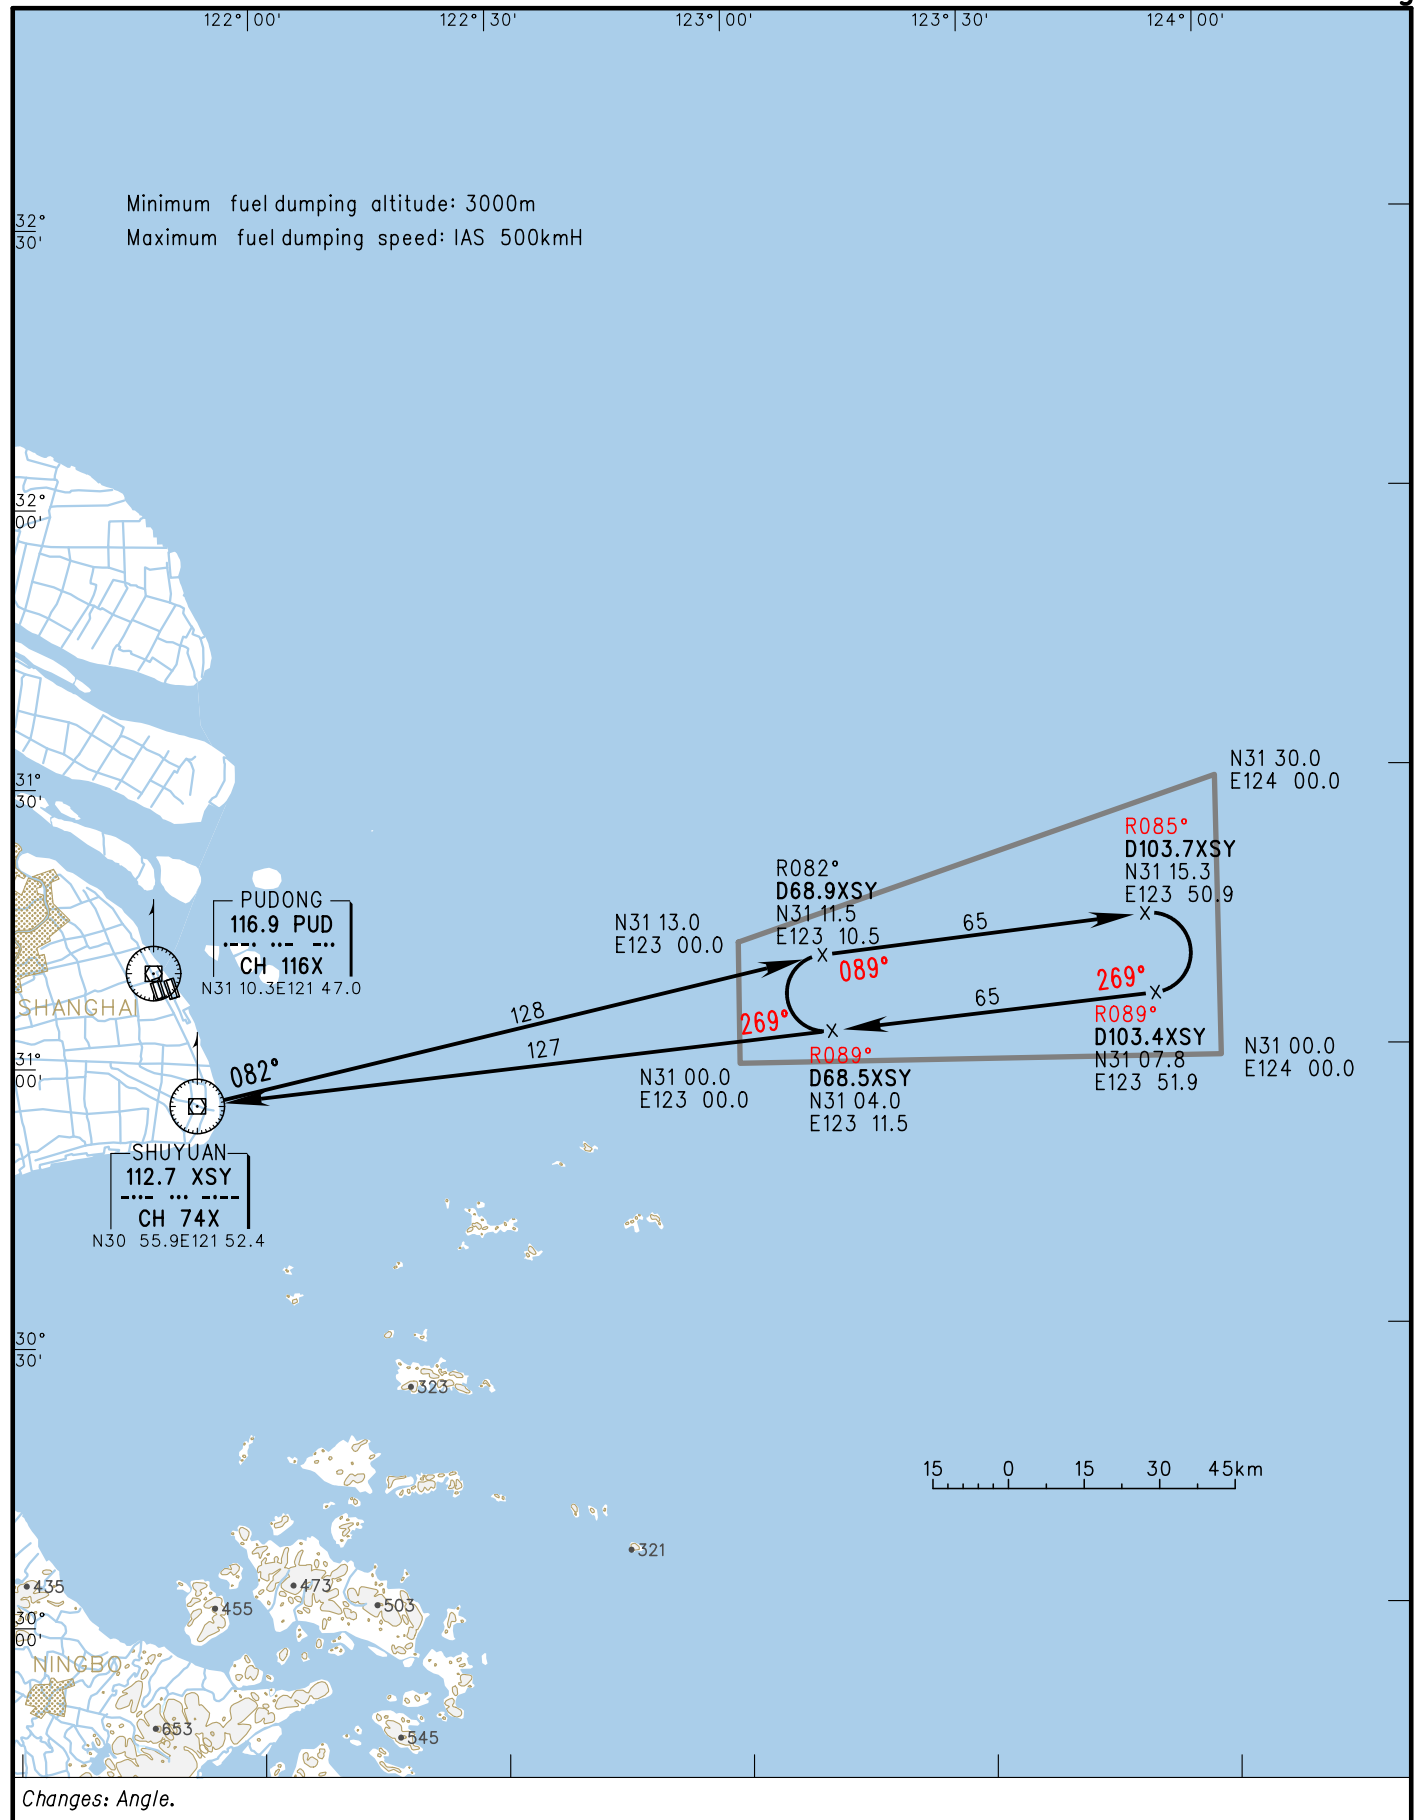 122°00'
122°30'
123°00'
123°30'
124°00'
Minimum fuel dumping altitude: 3000m
Maximum fuel dumping speed: IAS 500kmH
32°
30'
32°
00'
31°
30'
31°
00'
30°
30'
30°
00'
N31 30.0
E124 00.0
R085°
D103.7XSY
N31 15.3
E123 50.9
R082°
D68.9XSY
N31 11.5
E123 10.5
N31 13.0
E123 00.0
65
089°
269°
65
269°
R089°
D103.4XSY
N31 07.8
E123 51.9
N31 00.0
E124 00.0
R089°
D68.5XSY
N31 04.0
E123 11.5
N31 00.0
E123 00.0
128
127
082°
PUDONG
116.9 PUD
CH 116X
N31 10.3E121 47.0
SHANGHAI
SHUYUAN
112.7 XSY
CH 74X
N30 55.9E121 52.4
323
15 0 15 30 45km
321
435
473
455
503
NINGBO
653
545
Changes: Angle.